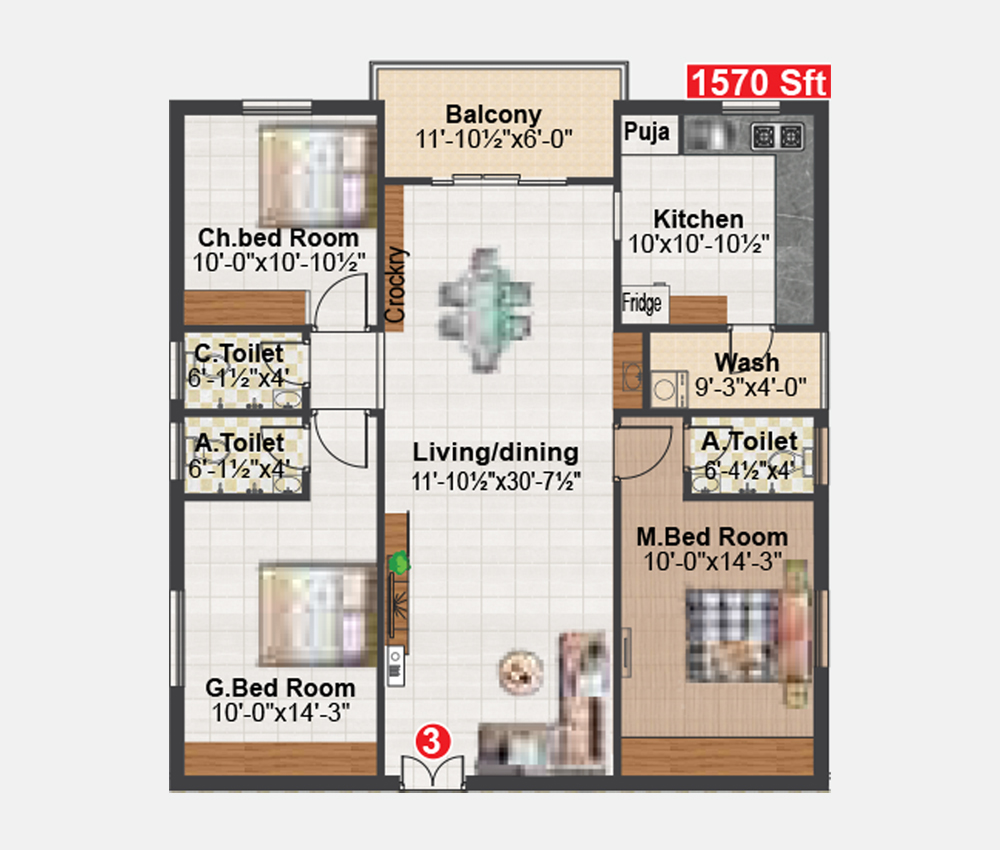 1570 Sft
Balcony
11'-10½"x6'-0"
Puja
Kitchen
10'x10'-10½"
Ch.bed Room
10'-0"x10'-10½"
Crockry
Fridge
C.Toilet
6'-1½"x4'
Wash
9'-3"x4'-0"
A.Toilet
6'-1½"x4'
Living/dining
11'-10½"x30'-7½"
A.Toilet
6'-4½"x4'
M.Bed Room
10'-0"x14'-3"
G.Bed Room
10'-0"x14'-3"
3